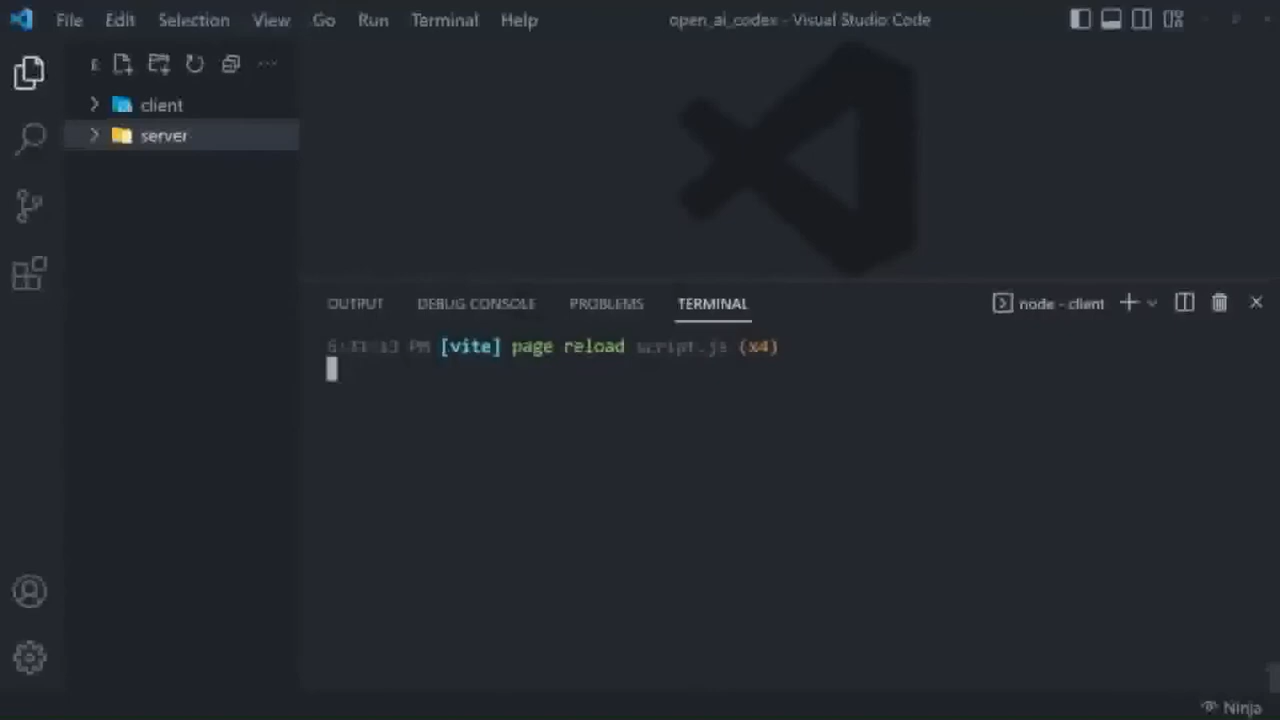 File Edit Selection View Go Run Terminal Help open_ai_codex - Visual Studio Code
client
server
OUTPUT DEBUG CONSOLE PROBLEMS TERMINAL node - client
PM [vite] page reload script.js (x4)
Ninja